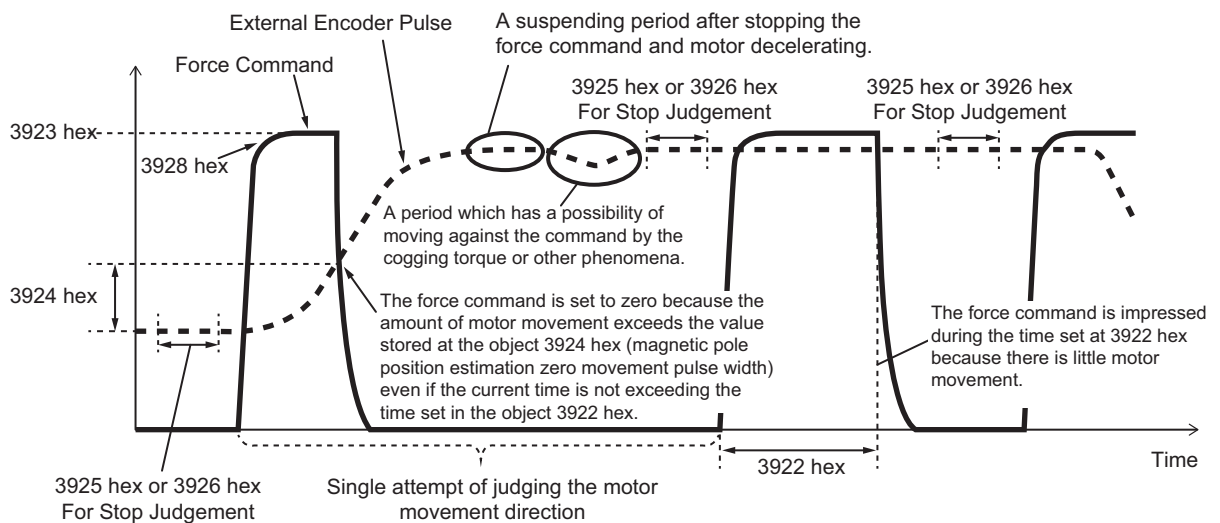 External Encoder Pulse
A suspending period after stopping the
force command and motor decelerating.
Force Command
3925 hex or 3926 hex
For Stop Judgement
3925 hex or 3926 hex
For Stop Judgement
3923 hex
3928 hex
A period which has a possibility of
moving against the command by the
cogging torque or other phenomena.
3924 hex
The force command is set to zero because the
amount of motor movement exceeds the value
stored at the object 3924 hex (magnetic pole
position estimation zero movement pulse width)
even if the current time is not exceeding the
time set in the object 3922 hex.
The force command is impressed
during the time set at 3922 hex
because there is little motor
movement.
3922 hex
Time
3925 hex or 3926 hex
For Stop Judgement
Single attempt of judging the motor
movement direction